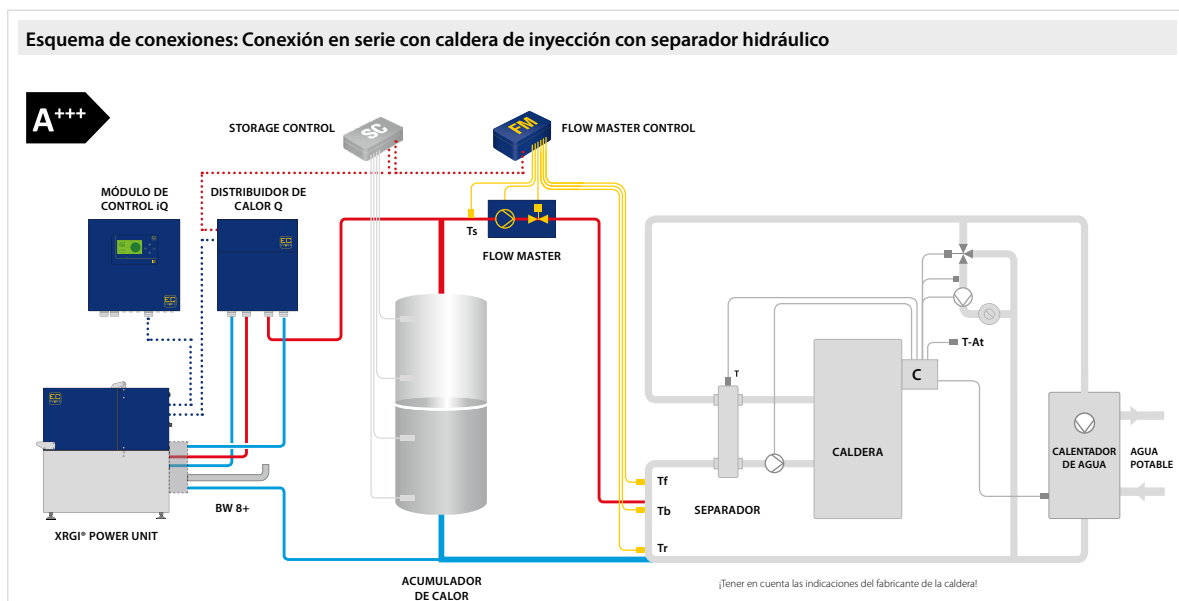 Esquema de conexiones: Conexión en serie con caldera de inyección con separador hidráulico
A+++
STORAGE CONTROL
SC
FM
FLOW MASTER CONTROL
MÓDULO DE
CONTROL iQ
DISTRIBUIDOR DE
CALOR Q
EC
EC
Ts
FLOW MASTER
T-At
T
C
CALDERA
CALENTADOR
DE AGUA
AGUA
POTABLE
EC
Tf
Tb
SEPARADOR
Tr
BW 8+
XRGI® POWER UNIT
ACUMULADOR
DE CALOR
¡Tener en cuenta las indicaciones del fabricante de la caldera!